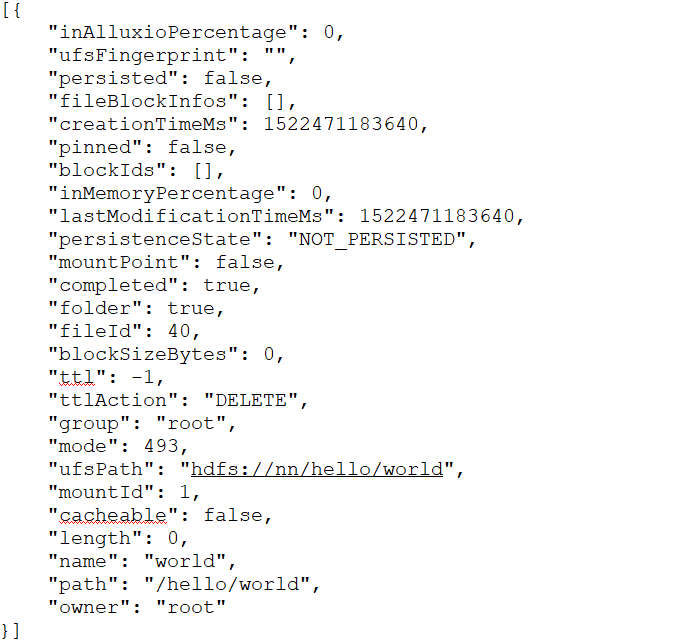 [{
"inAlluxioPercentage": 0,
"ufsFingerprint": "",
"persisted": false,
"fileBlockInfos": [],
"creationTimeMs": 1522471183640,
"pinned": false,
"blockIds": [],
"inMemoryPercentage": 0,
"lastModificationTimeMs": 1522471183640,
"persistenceState": "NOT_PERSISTED",
"mountPoint": false,
"completed": true,
"folder": true,
"fileId": 40,
"blockSizeBytes": 0,
"ttl": -1,
"ttlAction": "DELETE",
"group": "root",
"mode": 493,
"ufsPath": "hdfs://nn/hello/world",
"mountId": 1,
"cacheable": false,
"length": 0,
"name": "world",
"path": "/hello/world",
"owner": "root"
}]